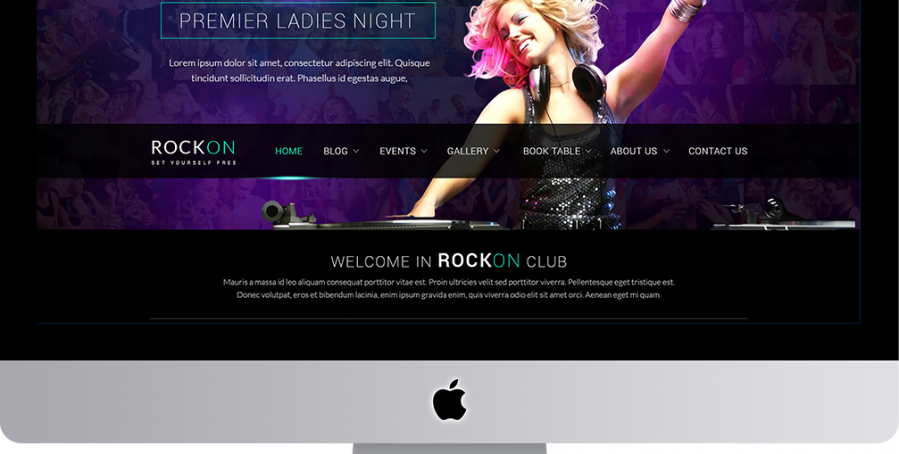 PREMIER LADIES NIGHT
Lorem ipsum dolor sit amet, consectetur adipiscing elit. Quisque
tincidunt sollicitudin erat. Phasellus id egestas augue,
ROCKON
SET YOURSELF FREE
HOME BLOG EVENTS GALLERY BOOK TABLE ABOUT US CONTACT US
WELCOME IN ROCKON CLUB
Mauris a massa id leo aliquam consequat porttitor vitae est. Proin ultricies velit sed porttitor viverra. Pellentesque eget tristique est.
Donec volutpat, eros et bibendum lacinia, enim ipsum gravida enim, quis viverra odio elit sit amet orci. Aenean eget mi quam.